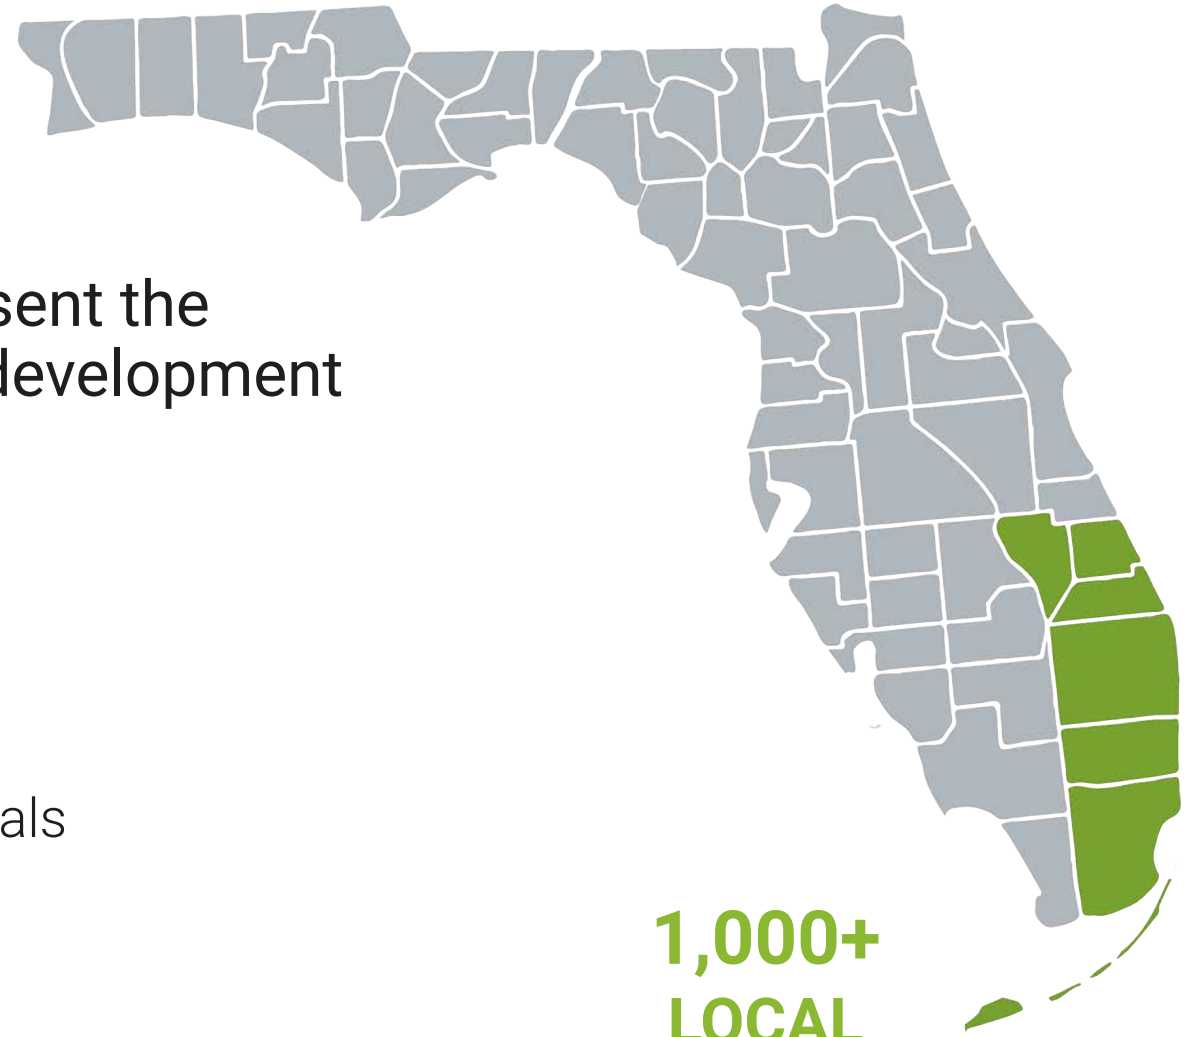 sent the
development
als
1,000+
LOCAL